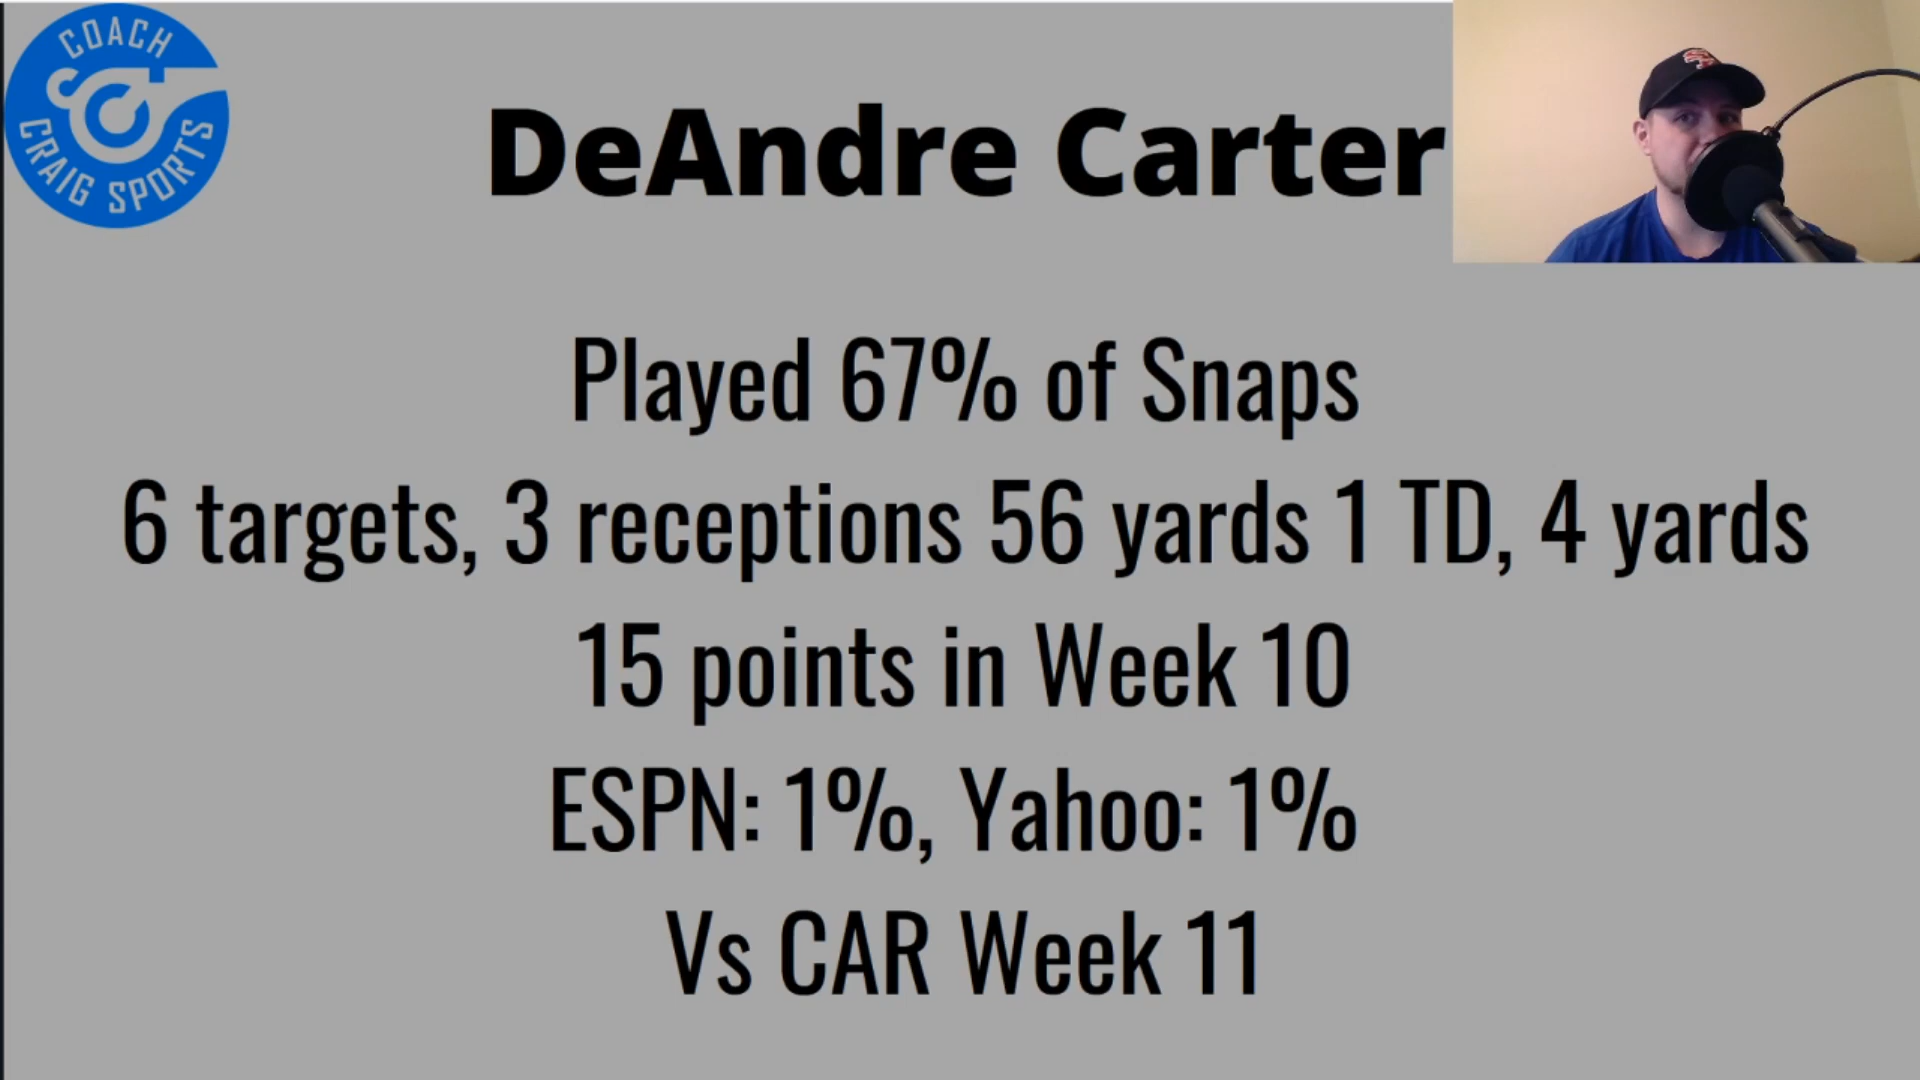 COACH
CRAIG SPORTS
DeAndre Carter
Played 67% of Snaps
6 targets, 3 receptions 56 yards 1 TD, 4 yards
15 points in Week 10
ESPN: 1%, Yahoo: 1%
Vs CAR Week 11